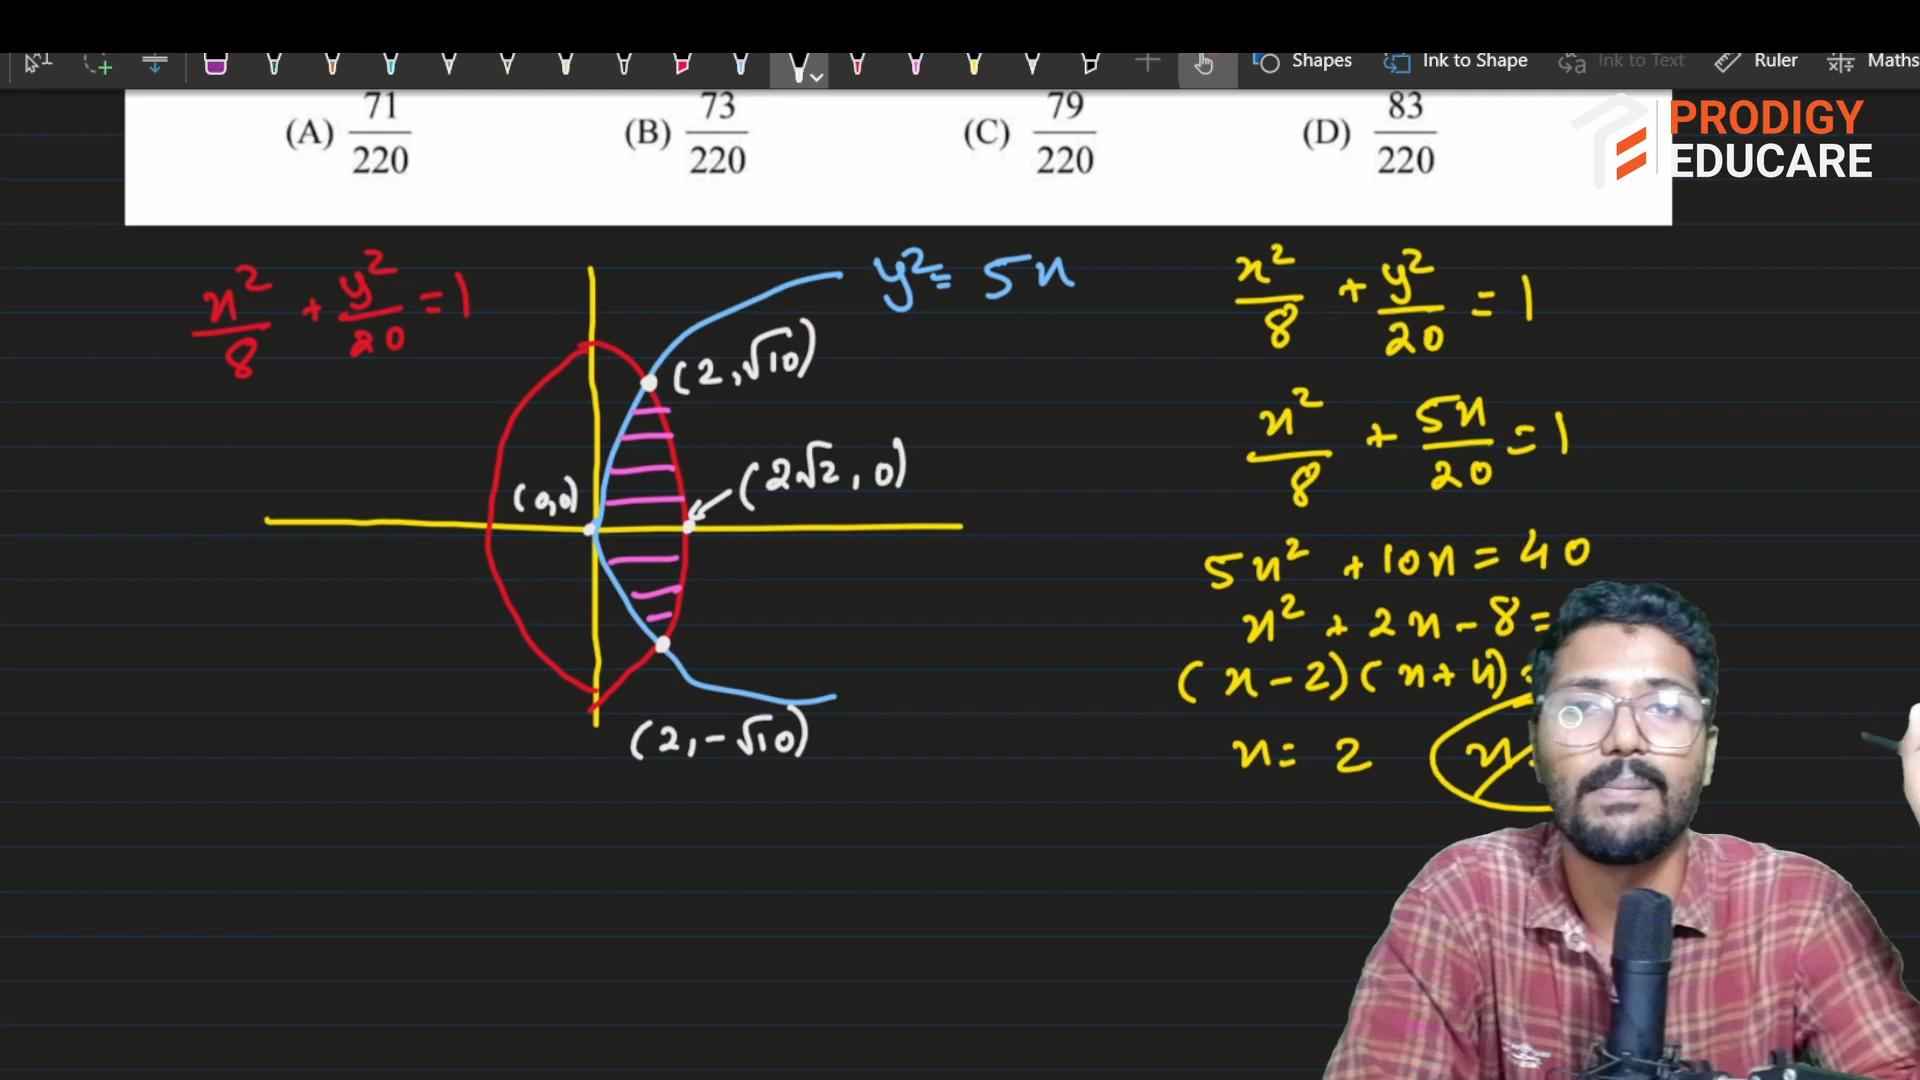 Shapes Ink to Shape Ink to Text Ruler Maths
(A) 71/220 (B) 73/220 (C) 79/220 (D) 83/220
PRODIGY
EDUCARE
x²/8 + y²/20 = 1
y² = 5x
(2, √10)
(0,0)
(2√2, 0)
(2, -√10)
x²/8 + y²/20 = 1
x²/8 + 5x/20 = 1
5x² + 10x = 40
x² + 2x - 8 =
(x - 2)(x + 4) =
x = 2 x =